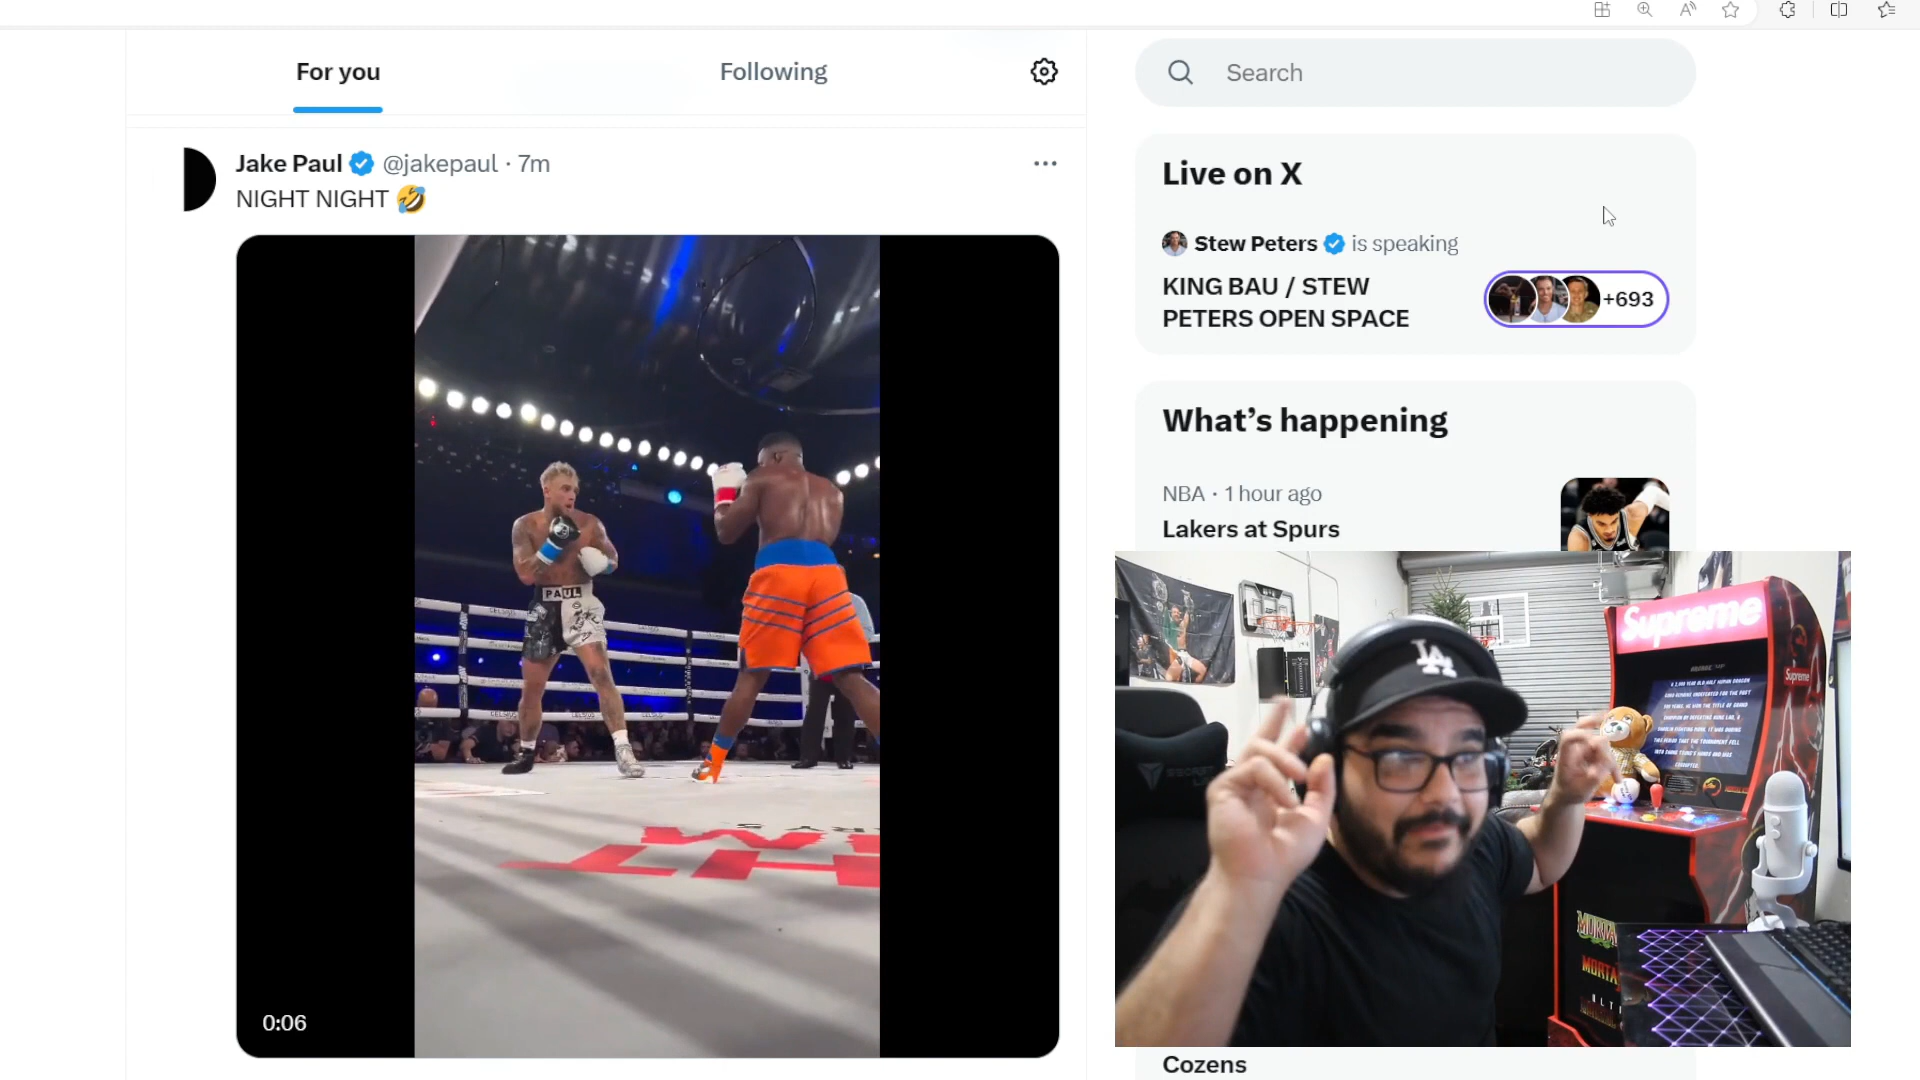 For you
Following
Search
Jake Paul @jakepaul · 7m
NIGHT NIGHT 🤣
PAUL
0:06
Live on X
Stew Peters is speaking
KING BAU / STEW
PETERS OPEN SPACE
+693
What's happening
NBA · 1 hour ago
Lakers at Spurs
LA
Supreme
Supreme
Cozens